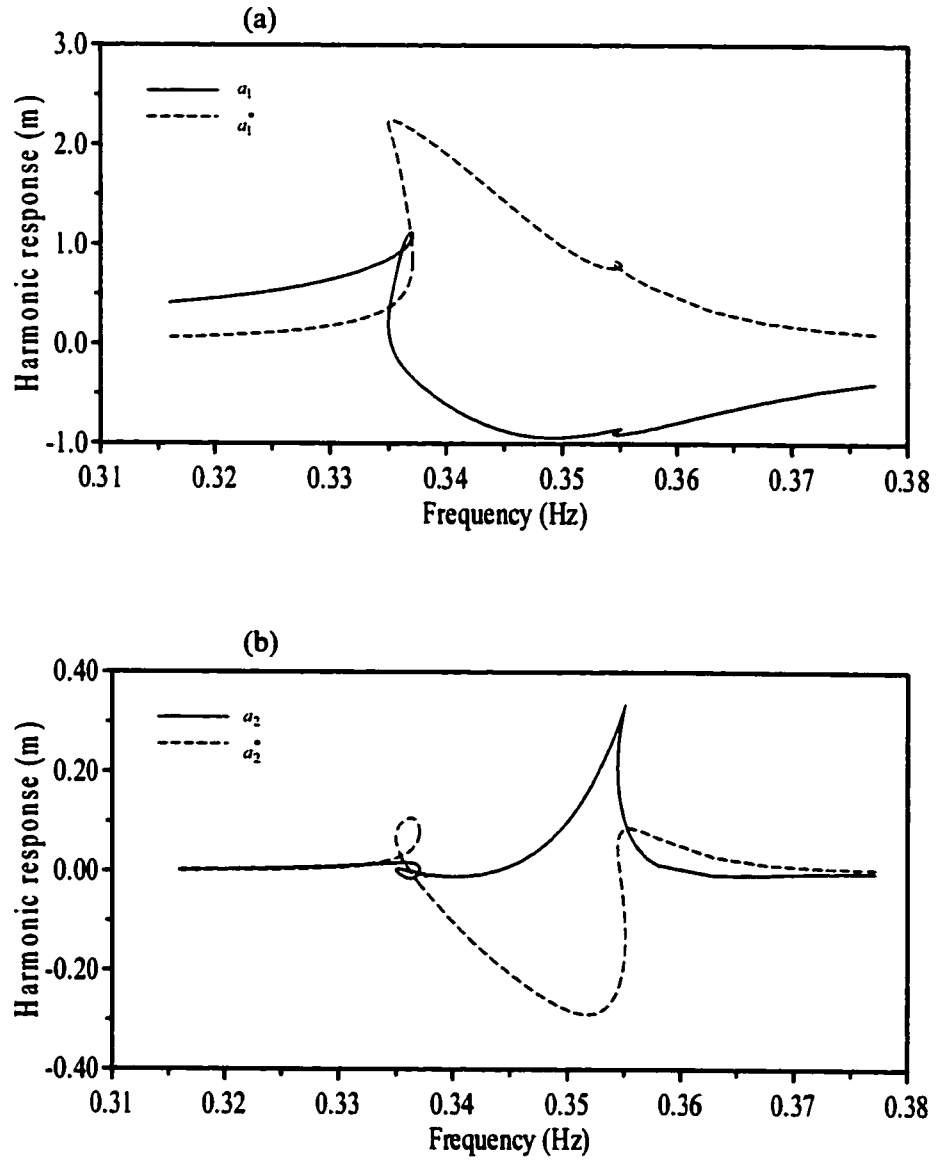 (a)
3.0
2.0
1.0
0.0
-1.0
Harmonic response (m)
a₁
a₁*
0.31 0.32 0.33 0.34 0.35 0.36 0.37 0.38
Frequency (Hz)
(b)
0.40
0.20
0.00
-0.20
-0.40
Harmonic response (m)
a₂
a₂*
0.31 0.32 0.33 0.34 0.35 0.36 0.37 0.38
Frequency (Hz)